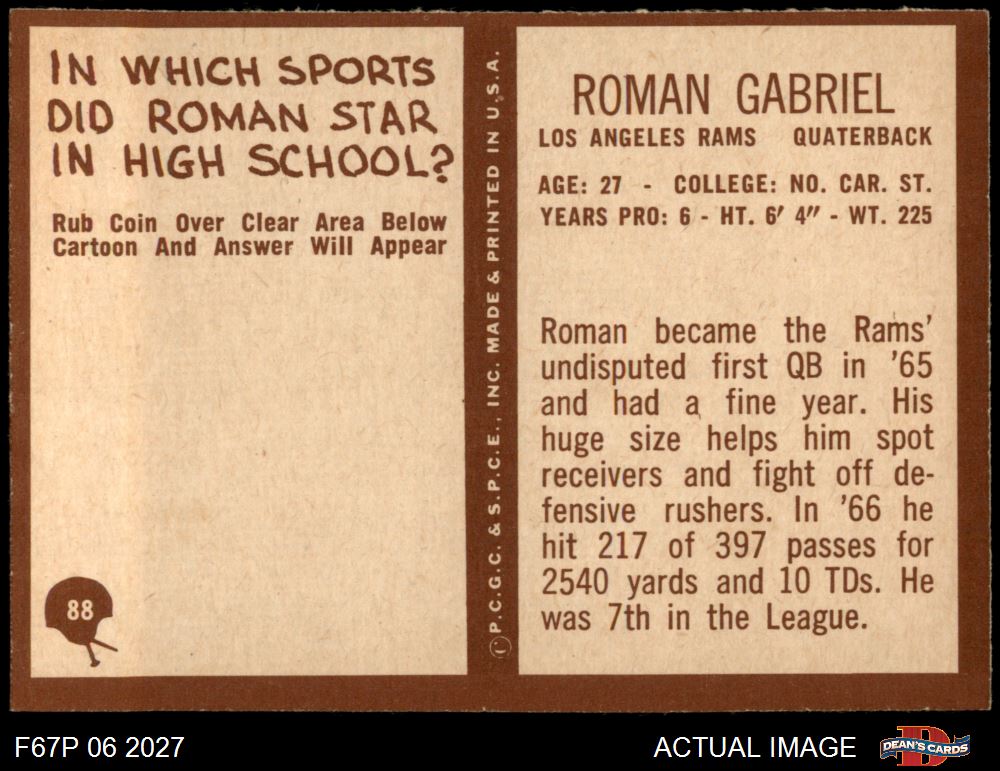 IN WHICH SPORTS
DID ROMAN STAR
IN HIGH SCHOOL?
Rub Coin Over Clear Area Below
Cartoon And Answer Will Appear
88
© P.C.G.C. & S.P.C.E., INC. MADE & PRINTED IN U.S.A.
ROMAN GABRIEL
LOS ANGELES RAMS QUATERBACK
AGE: 27 - COLLEGE: NO. CAR. ST.
YEARS PRO: 6 - HT. 6′ 4″ - WT. 225
Roman became the Rams'
undisputed first QB in '65
and had a fine year. His
huge size helps him spot
receivers and fight off de-
fensive rushers. In '66 he
hit 217 of 397 passes for
2540 yards and 10 TDs. He
was 7th in the League.
F67P 06 2027
ACTUAL IMAGE
DEAN'S CARDS